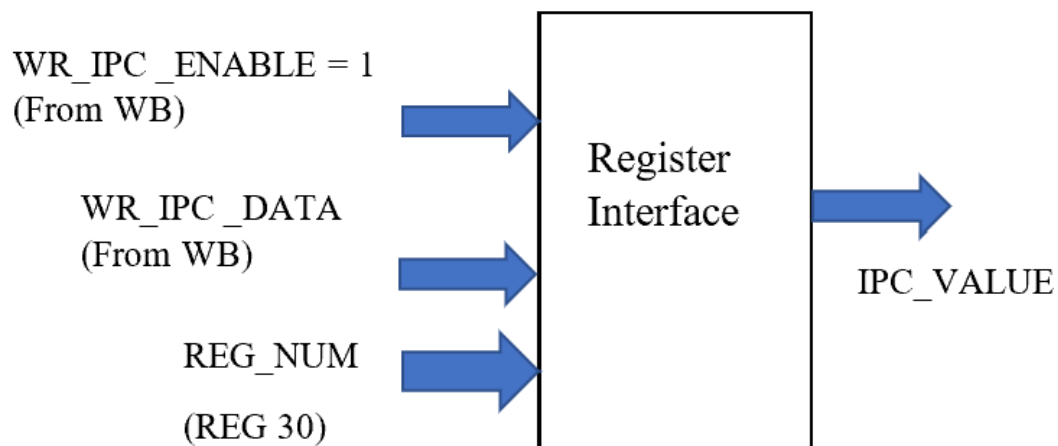 WR_IPC _ENABLE = 1
(From WB)
WR_IPC _DATA
(From WB)
REG_NUM
(REG 30)
Register
Interface
IPC_VALUE